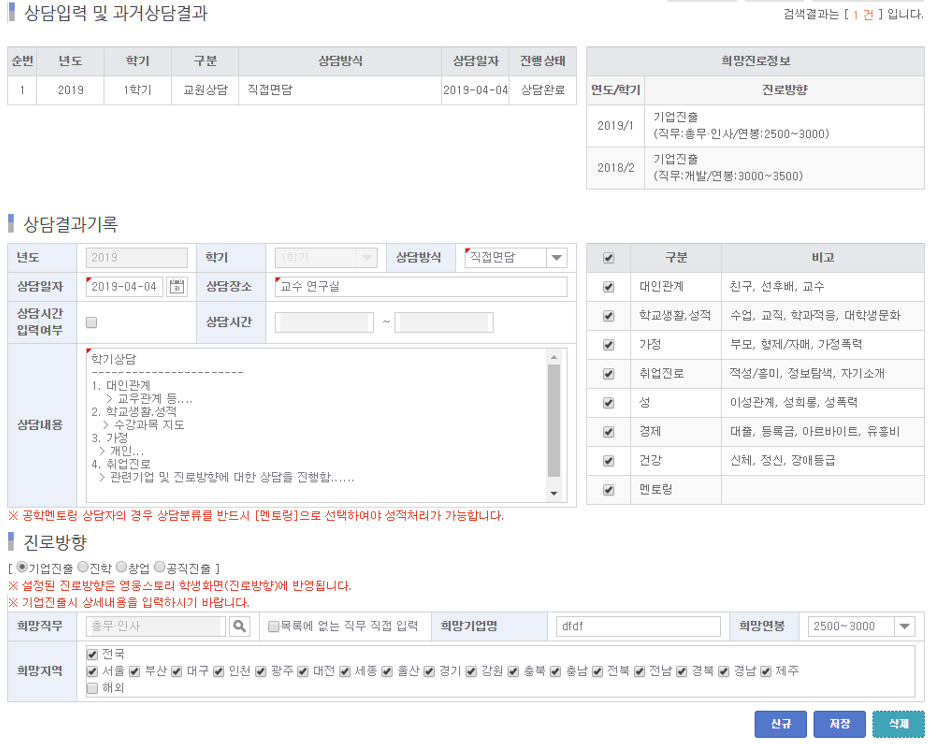 상담입력 및 과거상담결과
검색결과는 [ 1 건 ] 입니다.
순번 년도 학기 구분 상담방식 상담일자 진행상태
1 2019 1학기 교원상담 직접면담 2019-04-04 상담완료
희망진로정보
연도/학기 진로방향
2019/1 기업진출
(직무:총무·인사/연봉:2500~3000)
2018/2 기업진출
(직무:개발/연봉:3000~3500)
상담결과기록
년도 2019 학기 1학기 상담방식 직접면담
상담일자 2019-04-04 상담장소 교수 연구실
상담시간
입력여부 상담시간 ~
상담내용
학기상담
-----------------------
1. 대인관계
> 교우관계 등....
2. 학교생활.성적
> 수강과목 지도
3. 가정
> 개인...
4. 취업진로
> 관련기업 및 진로방향에 대한 상담을 진행함......
구분 비고
대인관계 친구, 선후배, 교수
학교생활,성적 수업, 교직, 학과적응, 대학생문화
가정 부모, 형제/자매, 가정폭력
취업진로 적성/흥미, 정보탐색, 자기소개
성 이성관계, 성희롱, 성폭력
경제 대출, 등록금, 아르바이트, 유흥비
건강 신체, 정신, 장애등급
멘토링
※ 공학멘토링 상담자의 경우 상담분류를 반드시 [멘토링]으로 선택하여야 성적처리가 가능합니다.
진로방향
[ 기업진출 진학 창업 공직진출 ]
※ 설정된 진로방향은 영웅스토리 학생화면(진로방향)에 반영됩니다.
※ 기업진출시 상세내용을 입력하시기 바랍니다.
희망직무 총무·인사 목록에 없는 직무 직접 입력 희망기업명 dfdf 희망연봉 2500~3000
희망지역
전국
서울 부산 대구 인천 광주 대전 세종 울산 경기 강원 충북 충남 전북 전남 경북 경남 제주
해외
신규 저장 삭제